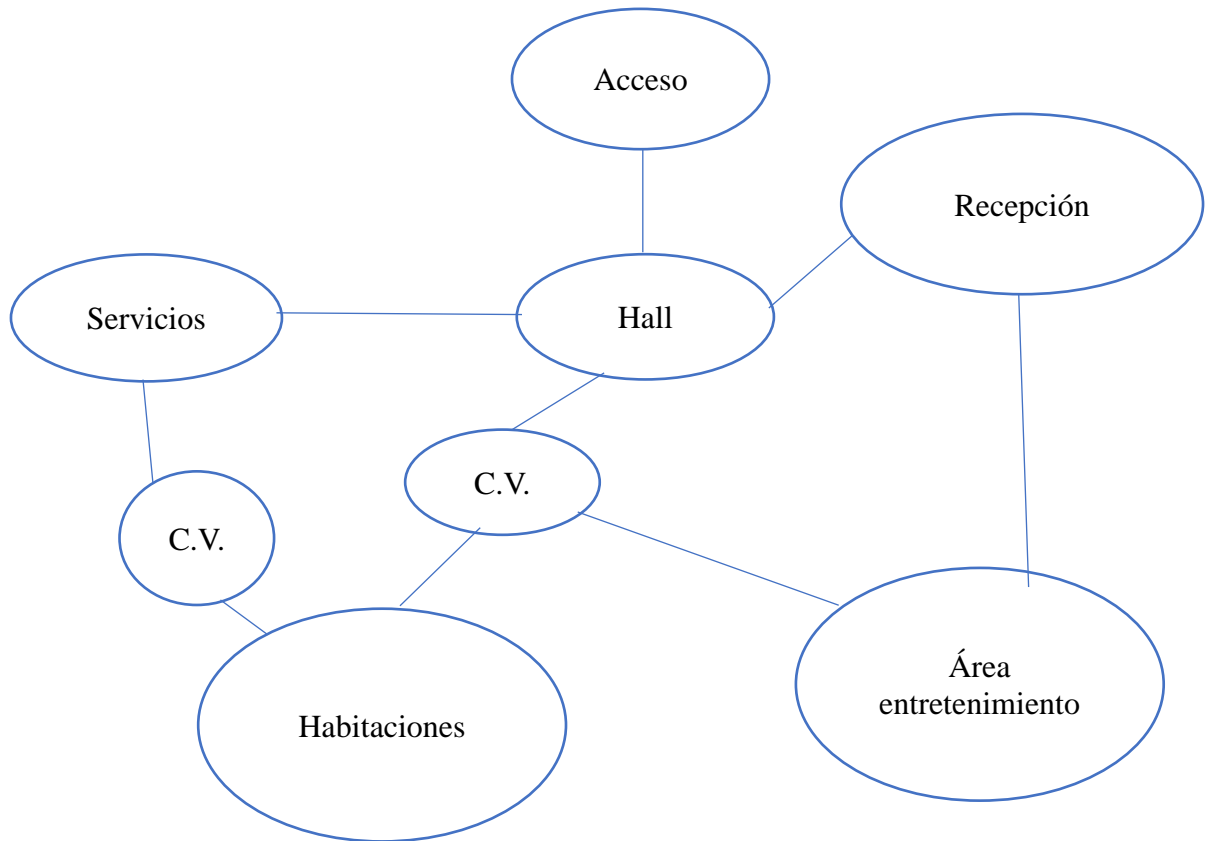 Acceso
Recepción
Servicios
Hall
C.V.
C.V.
Habitaciones
Área
entretenimiento